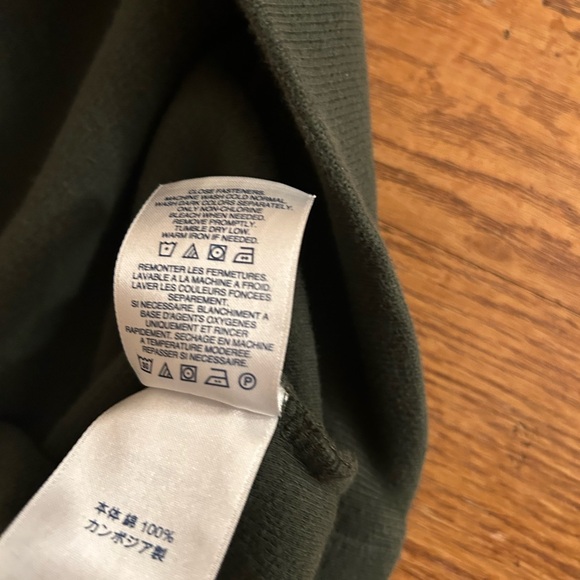 CLOSE FASTENERS.
MACHINE WASH COLD NORMAL.
WASH DARK COLORS SEPARATELY.
ONLY NON-CHLORINE
BLEACH WHEN NEEDED.
REMOVE PROMPTLY.
TUMBLE DRY LOW.
WARM IRON IF NEEDED.
REMONTER LES FERMETURES.
LAVABLE A LA MACHINE A FROID.
LAVER LES COULEURS FONCEES
SEPAREMENT.
SI NECESSAIRE, BLANCHIMENT A
BASE D'AGENTS OXYGENES
UNIQUEMENT ET RINCER
RAPIDEMENT. SECHAGE EN MACHINE
A TEMPERATURE MODEREE.
REPASSER SI NECESSAIRE.
P
本体 綿 100%
カンボジア製